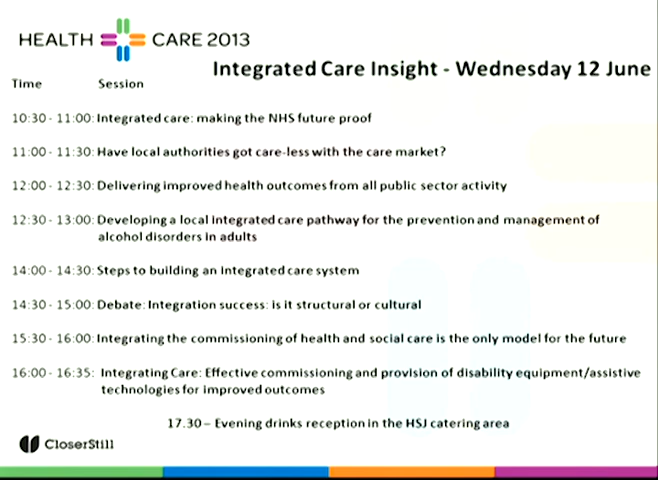 HEALTH CARE 2013
Integrated Care Insight - Wednesday 12 June
Time Session
10:30 - 11:00: Integrated care: making the NHS future proof
11:00 - 11:30: Have local authorities got care-less with the care market?
12:00 - 12:30: Delivering improved health outcomes from all public sector activity
12:30 - 13:00: Developing a local integrated care pathway for the prevention and management of
alcohol disorders in adults
14:00 - 14:30: Steps to building an integrated care system
14:30 - 15:00: Debate: Integration success: is it structural or cultural
15:30 - 16:00: Integrating the commissioning of health and social care is the only model for the future
16:00 - 16:35: Integrating Care: Effective commissioning and provision of disability equipment/assistive
technologies for improved outcomes
17.30 – Evening drinks reception in the HSJ catering area
CloserStill